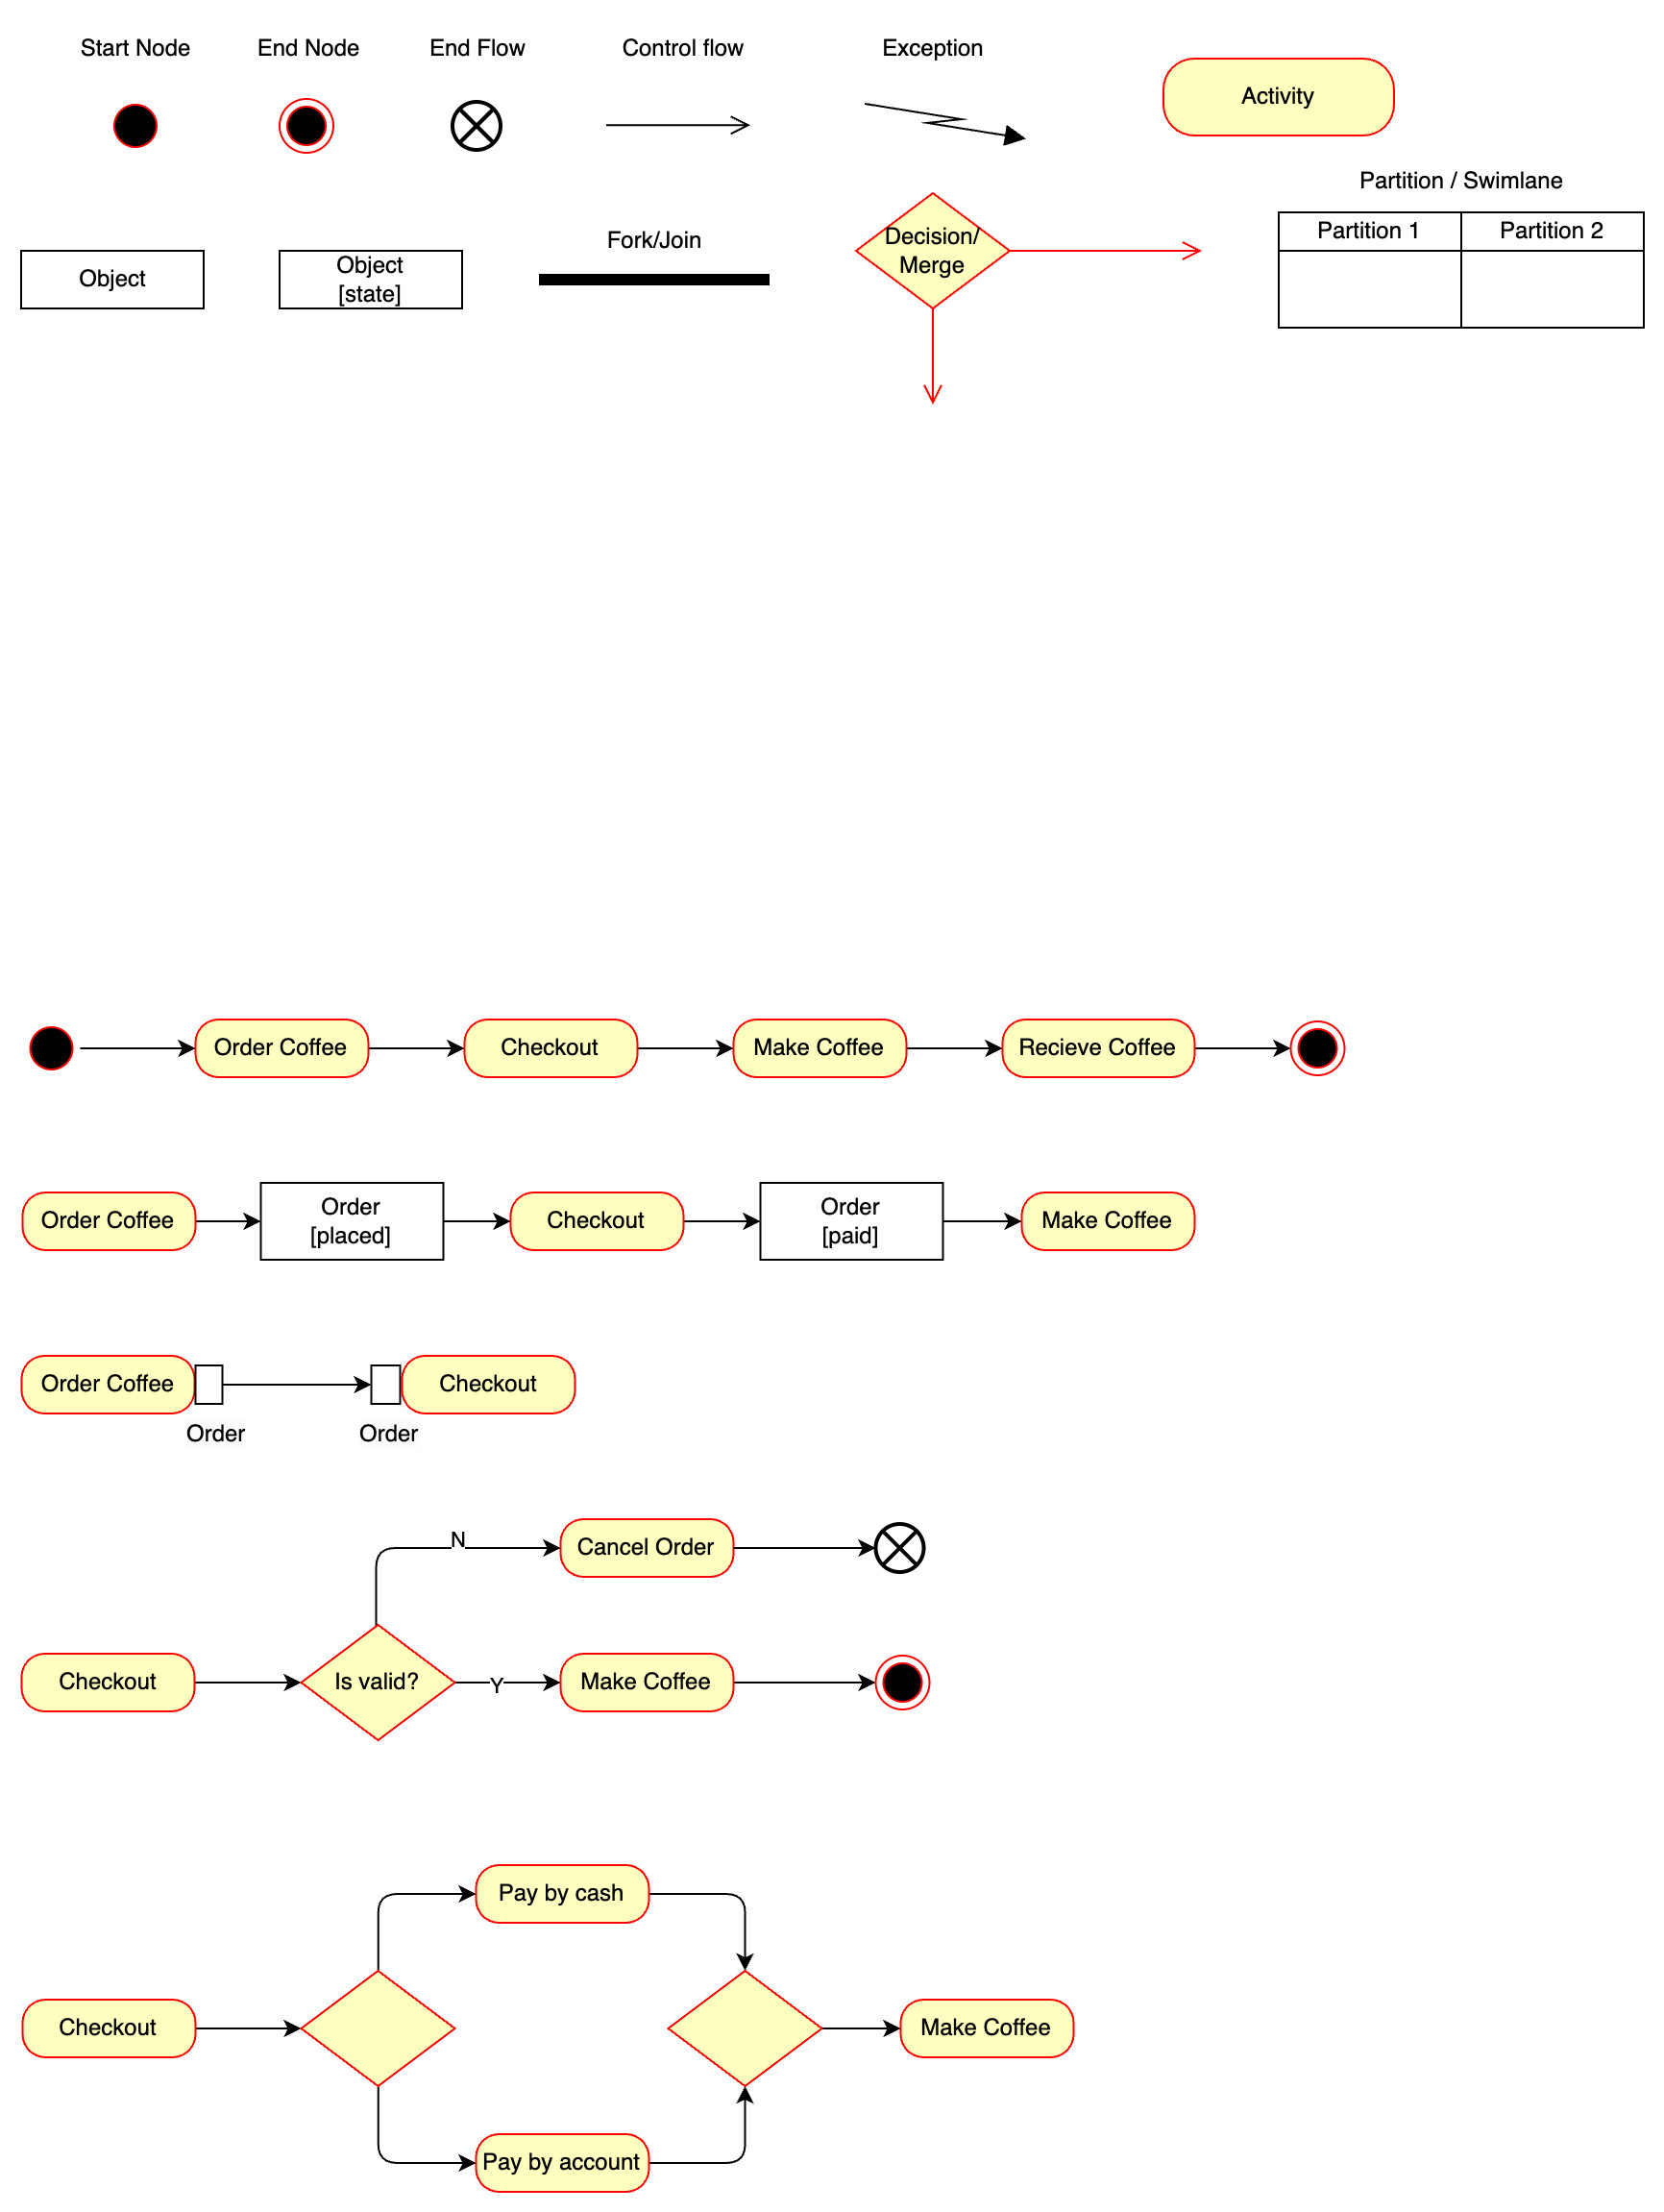 Start Node
End Node
End Flow
Control flow
Exception
Activity
Partition / Swimlane
Partition 1
Partition 2
Object
Object
[state]
Fork/Join
Decision/
Merge
Order Coffee
Checkout
Make Coffee
Recieve Coffee
Order Coffee
Order
[placed]
Checkout
Order
[paid]
Make Coffee
Order Coffee
Checkout
Order
Order
N
Cancel Order
Checkout
Is valid?
Y
Make Coffee
Pay by cash
Checkout
Make Coffee
Pay by account